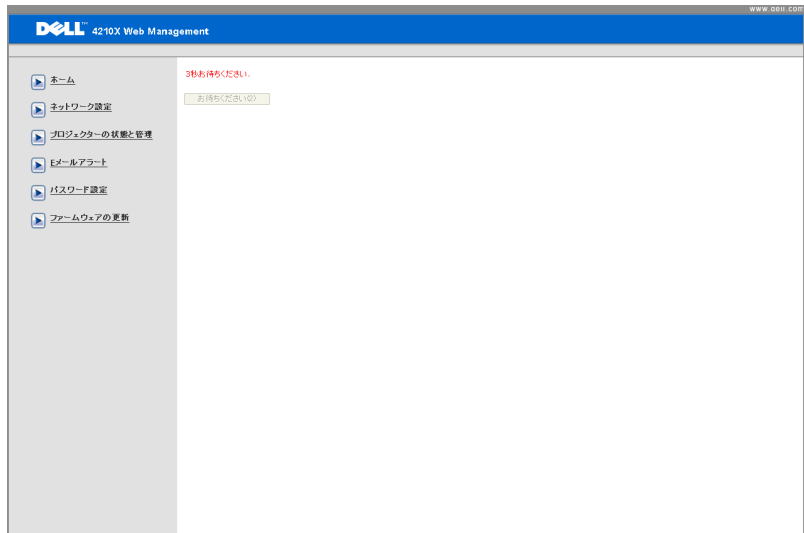 www.dell.com
DELL™ 4210X Web Management
3秒お待ちください.
お待ちください(2)
ホーム
ネットワーク設定
プロジェクターの状態と管理
Eメールアラート
パスワード設定
ファームウェアの更新